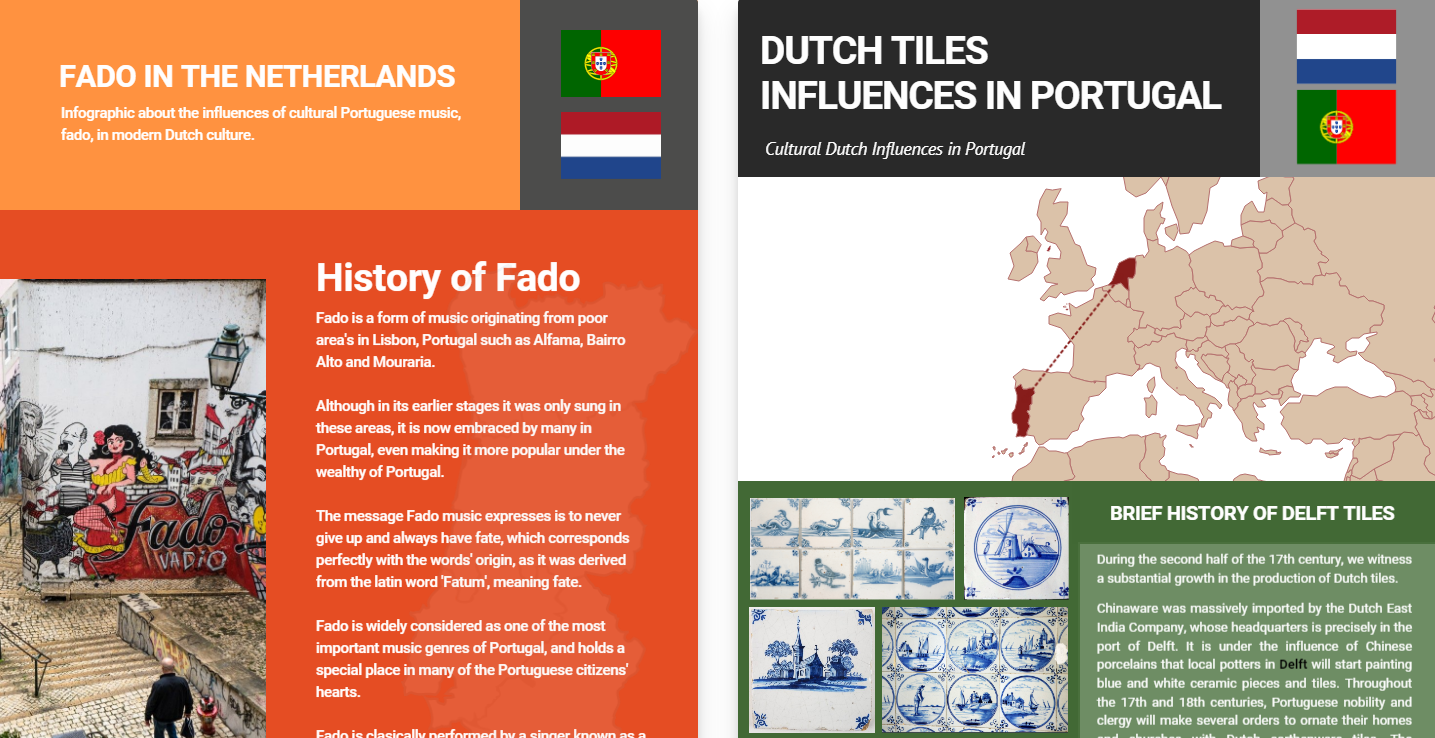 FADO IN THE NETHERLANDS
Infographic about the influences of cultural Portuguese music,
fado, in modern Dutch culture.
History of Fado
Fado is a form of music originating from poor
area's in Lisbon, Portugal such as Alfama, Bairro
Alto and Mouraria.
Although in its earlier stages it was only sung in
these areas, it is now embraced by many in
Portugal, even making it more popular under the
wealthy of Portugal.
The message Fado music expresses is to never
give up and always have fate, which corresponds
perfectly with the words' origin, as it was derived
from the latin word 'Fatum', meaning fate.
Fado is widely considered as one of the most
important music genres of Portugal, and holds a
special place in many of the Portuguese citizens'
hearts.
Fado is clasically performed by a singer known as a
Fado
VADIO
DUTCH TILES
INFLUENCES IN PORTUGAL
Cultural Dutch Influences in Portugal
BRIEF HISTORY OF DELFT TILES
During the second half of the 17th century, we witness
a substantial growth in the production of Dutch tiles.
Chinaware was massively imported by the Dutch East
India Company, whose headquarters is precisely in the
port of Delft. It is under the influence of Chinese
porcelains that local potters in Delft will start painting
blue and white ceramic pieces and tiles. Throughout
the 17th and 18th centuries, Portuguese nobility and
clergy will make several orders to ornate their homes
and churches with Dutch earthenware tiles. The